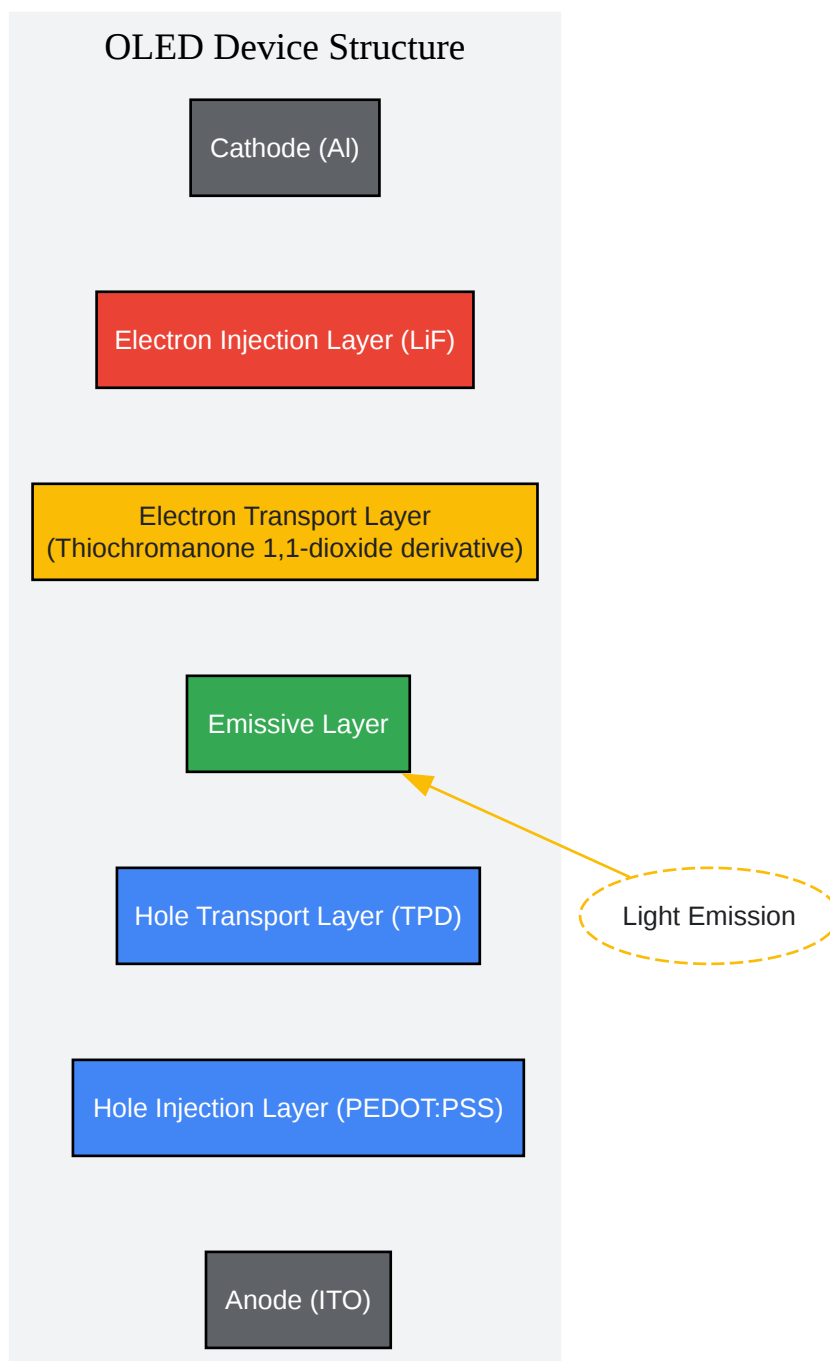 OLED Device Structure
Cathode (Al)
Electron Injection Layer (LiF)
Electron Transport Layer
(Thiochromanone 1,1-dioxide derivative)
Emissive Layer
Hole Transport Layer (TPD)
Light Emission
Hole Injection Layer (PEDOT:PSS)
Anode (ITO)